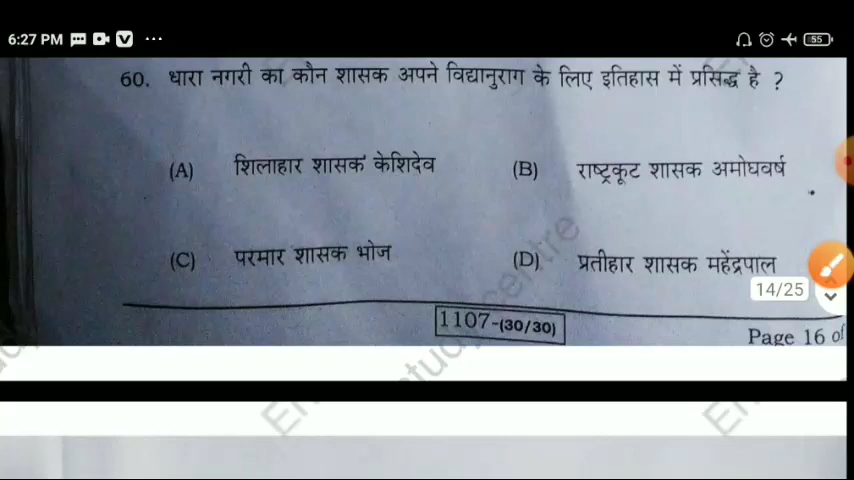 6:27 PM ...
55
60. धारा नगरी का कौन शासक अपने विद्यानुराग के लिए इतिहास में प्रसिद्ध है ?
(A) शिलाहार शासक केशिदेव (B) राष्ट्रकूट शासक अमोघवर्ष
(C) परमार शासक भोज (D) प्रतीहार शासक महेंद्रपाल
14/25
1107-(30/30)
Page 16 of